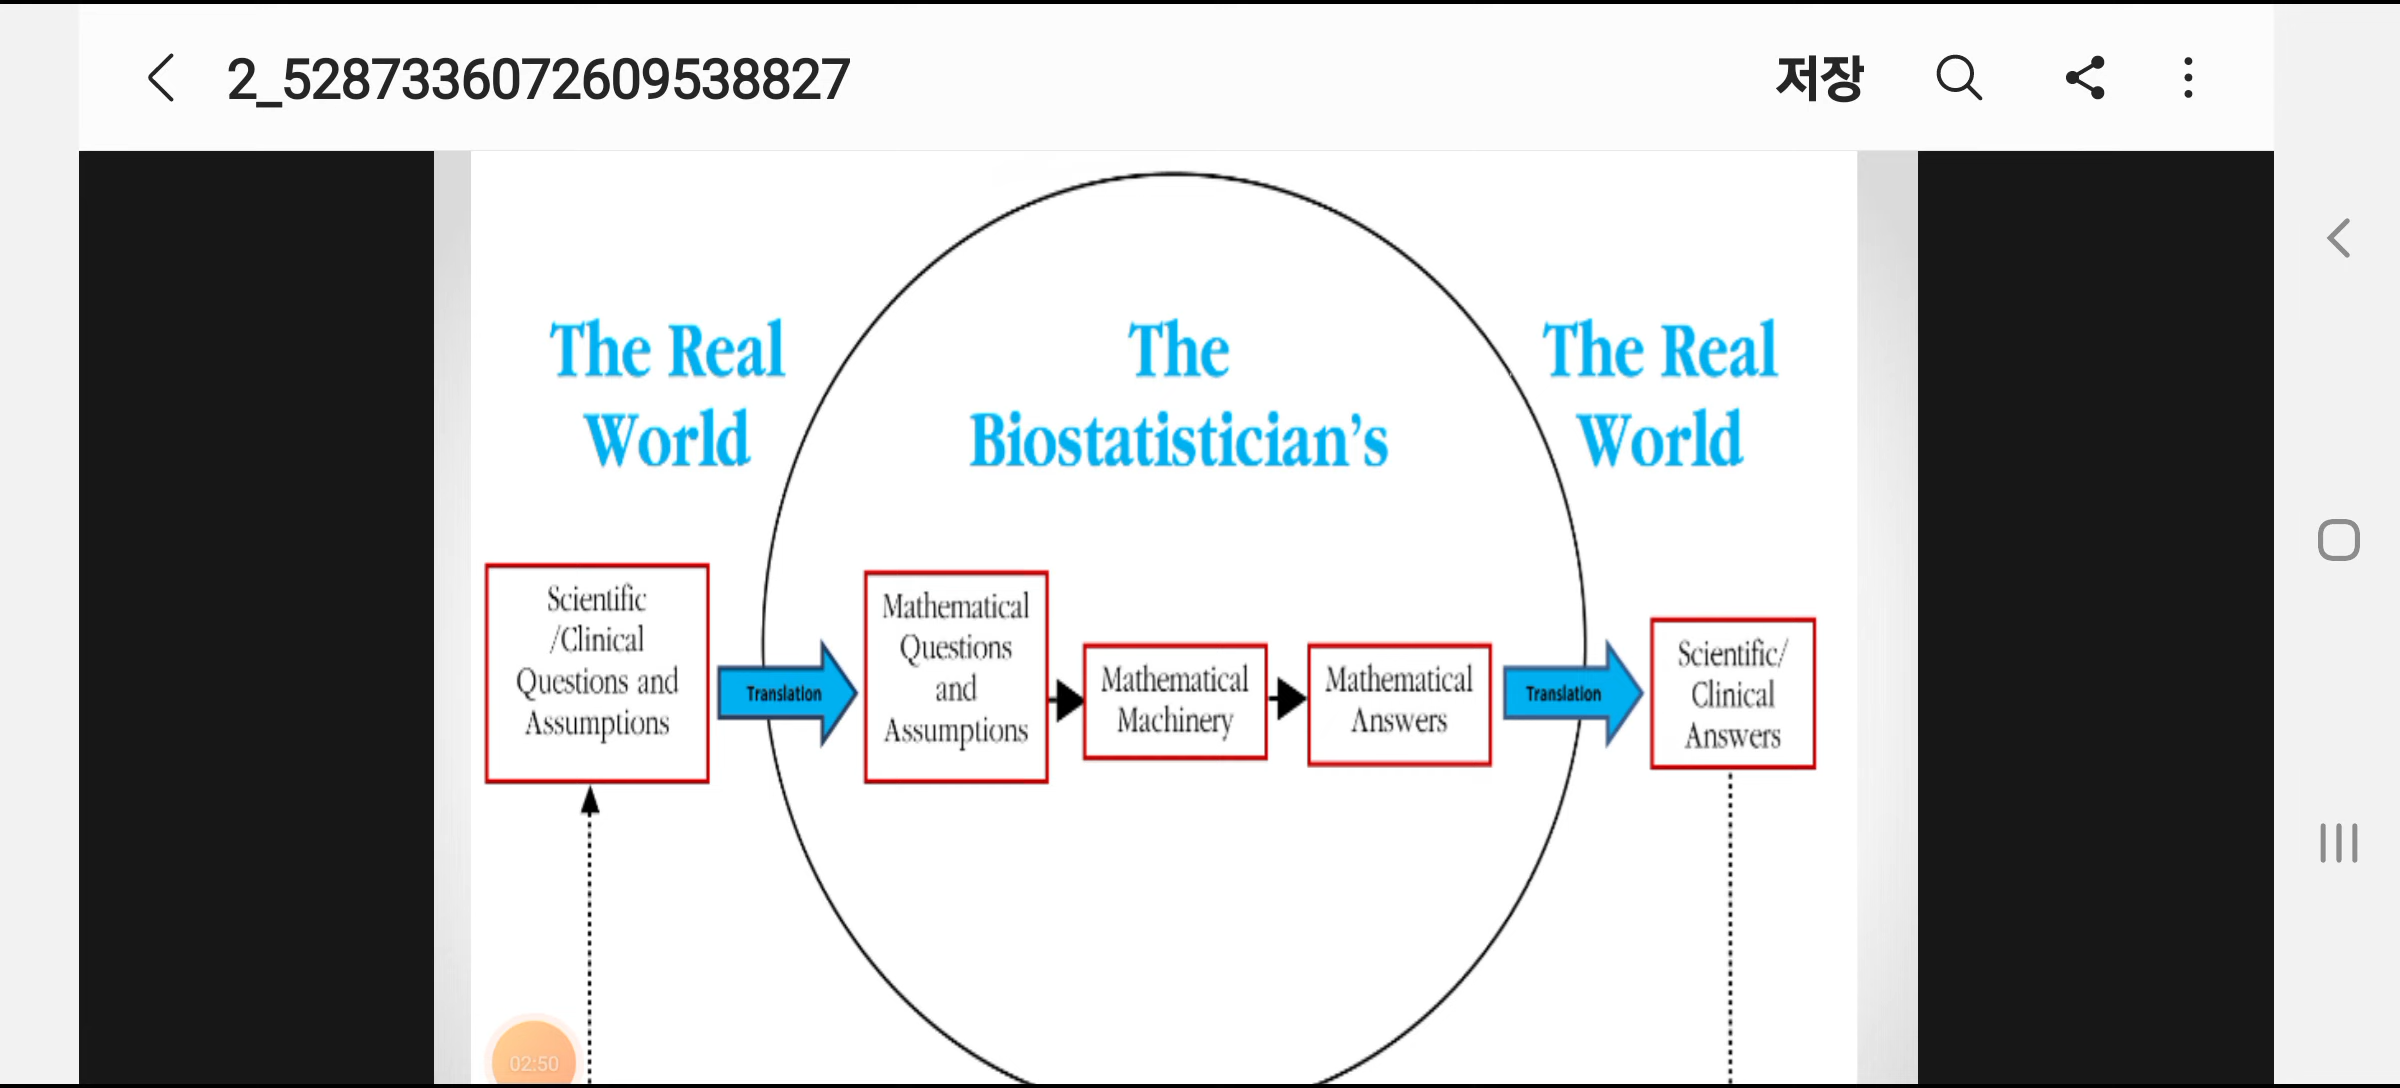 2_5287336072609538827
저장
The Real
World
The
Biostatistician's
The Real
World
Scientific
/Clinical
Questions and
Assumptions
Translation
Mathematical
Questions
and
Assumptions
Mathematical
Machinery
Mathematical
Answers
Translation
Scientific/
Clinical
Answers
02:50